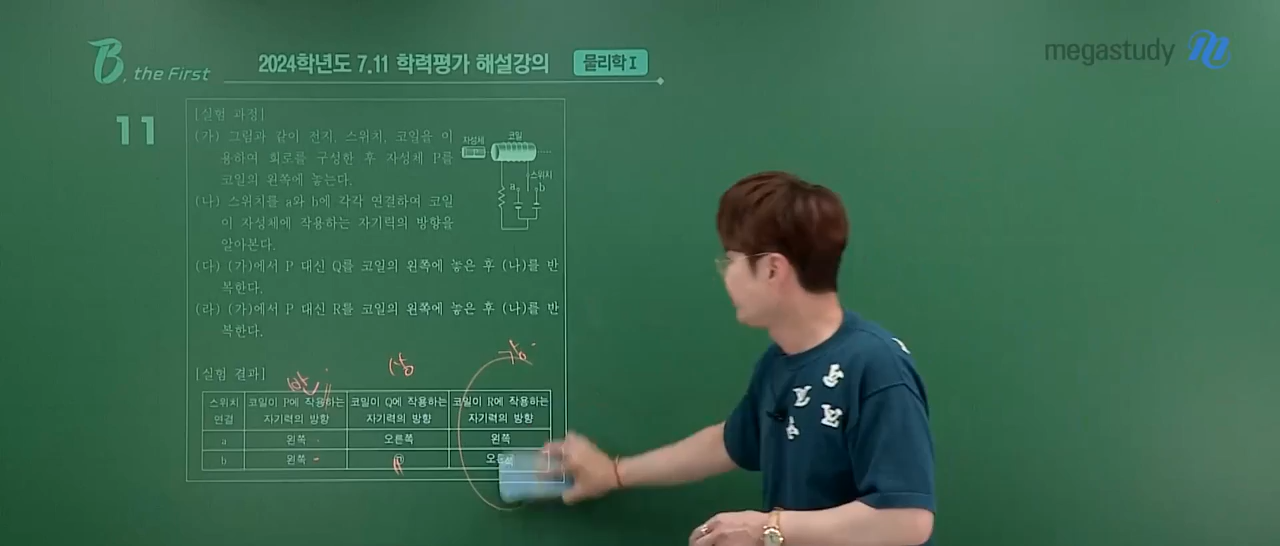 B, the First
2024학년도 7.11 학력평가 해설강의
물리학 I
megastudy
11
[실험 과정]
(가) 그림과 같이 전지, 스위치, 코일을 이
용하여 회로를 구성한 후 자성체 P를
코일의 왼쪽에 놓는다.
자성체
코일
스위치
a
b
(나) 스위치를 a와 b에 각각 연결하여 코일
이 자성체에 작용하는 자기력의 방향을
알아본다.
(다) (가)에서 P 대신 Q를 코일의 왼쪽에 놓은 후 (나)를 반
복한다.
(라) (가)에서 P 대신 R를 코일의 왼쪽에 놓은 후 (나)를 반
복한다.
[실험 결과]
상
강
스위치 연결
코일이 P에 작용하는 자기력의 방향
코일이 Q에 작용하는 자기력의 방향
코일이 R에 작용하는 자기력의 방향
a 왼쪽 오른쪽 왼쪽
b 왼쪽 ㉠